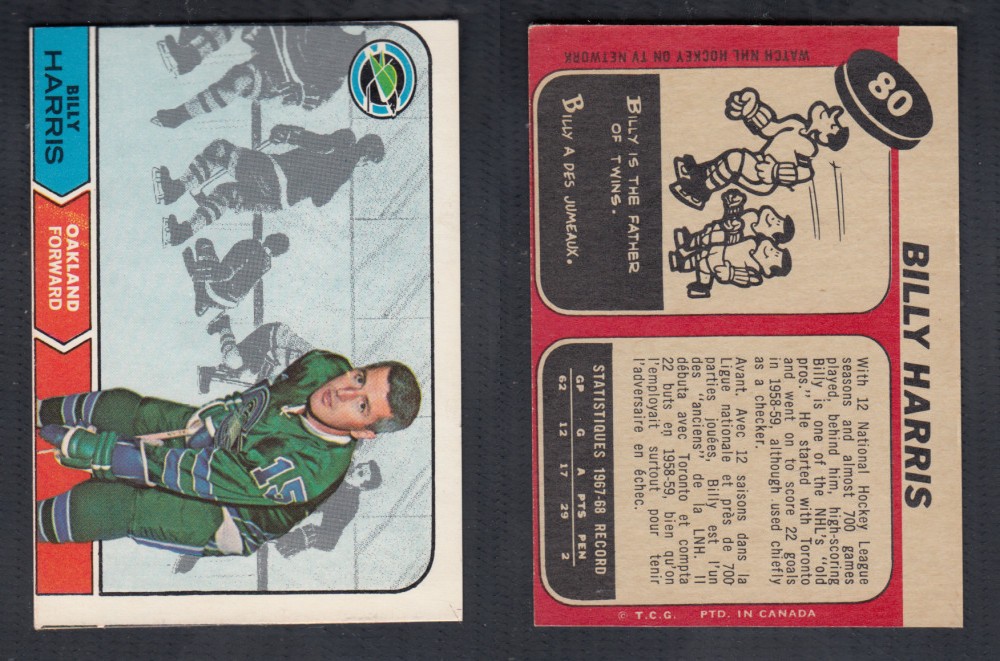 BILLY
HARRIS
OAKLAND
FORWARD
15
80
WATCH NHL HOCKEY ON TV NETWORK
BILLY IS THE FATHER
OF TWINS.
BILLY A DES JUMEAUX.
BILLY HARRIS
With 12 National Hockey League
seasons and almost 700 games
played, behind him, high-scoring
Billy is one of the NHL's "old
pros." He started with Toronto
and went on to score 22 goals
in 1958-59, although used chiefly
as a checker.
Avant. Avec 12 saisons dans la
Ligue nationale et près de 700
parties jouées, Billy est l'un
des "anciens" de la LNH. Il
débuta avec Toronto et compta
22 buts en 1958-59, bien qu'on
l'employait surtout pour tenir
l'adversaire en échec.
STATISTIQUES 1967-68 RECORD
GP G A PTS PEN
62 12 17 29 2
© T.C.G. PTD. IN CANADA